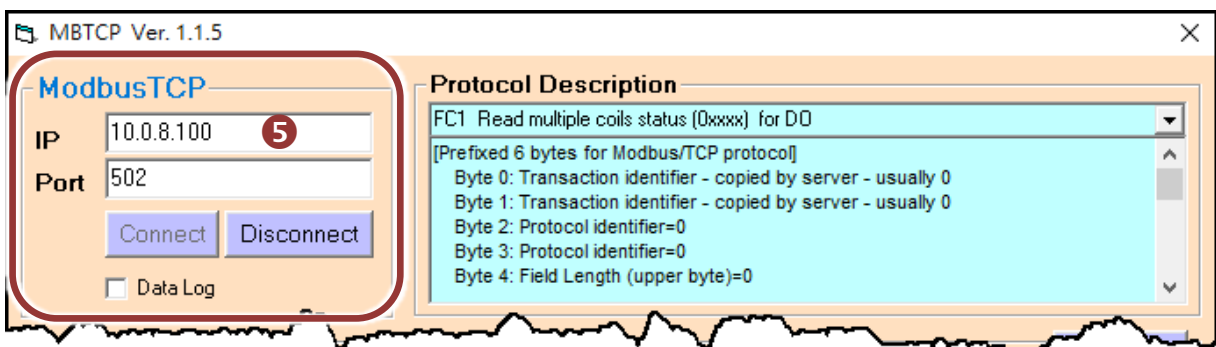 MBTCP Ver. 1.1.5
ModbusTCP
IP 10.0.8.100 5
Port 502
Connect Disconnect
Data Log
Protocol Description
FC1 Read multiple coils status (0xxxx) for DO
[Prefixed 6 bytes for Modbus/TCP protocol]
Byte 0: Transaction identifier - copied by server - usually 0
Byte 1: Transaction identifier - copied by server - usually 0
Byte 2: Protocol identifier=0
Byte 3: Protocol identifier=0
Byte 4: Field Length (upper byte)=0